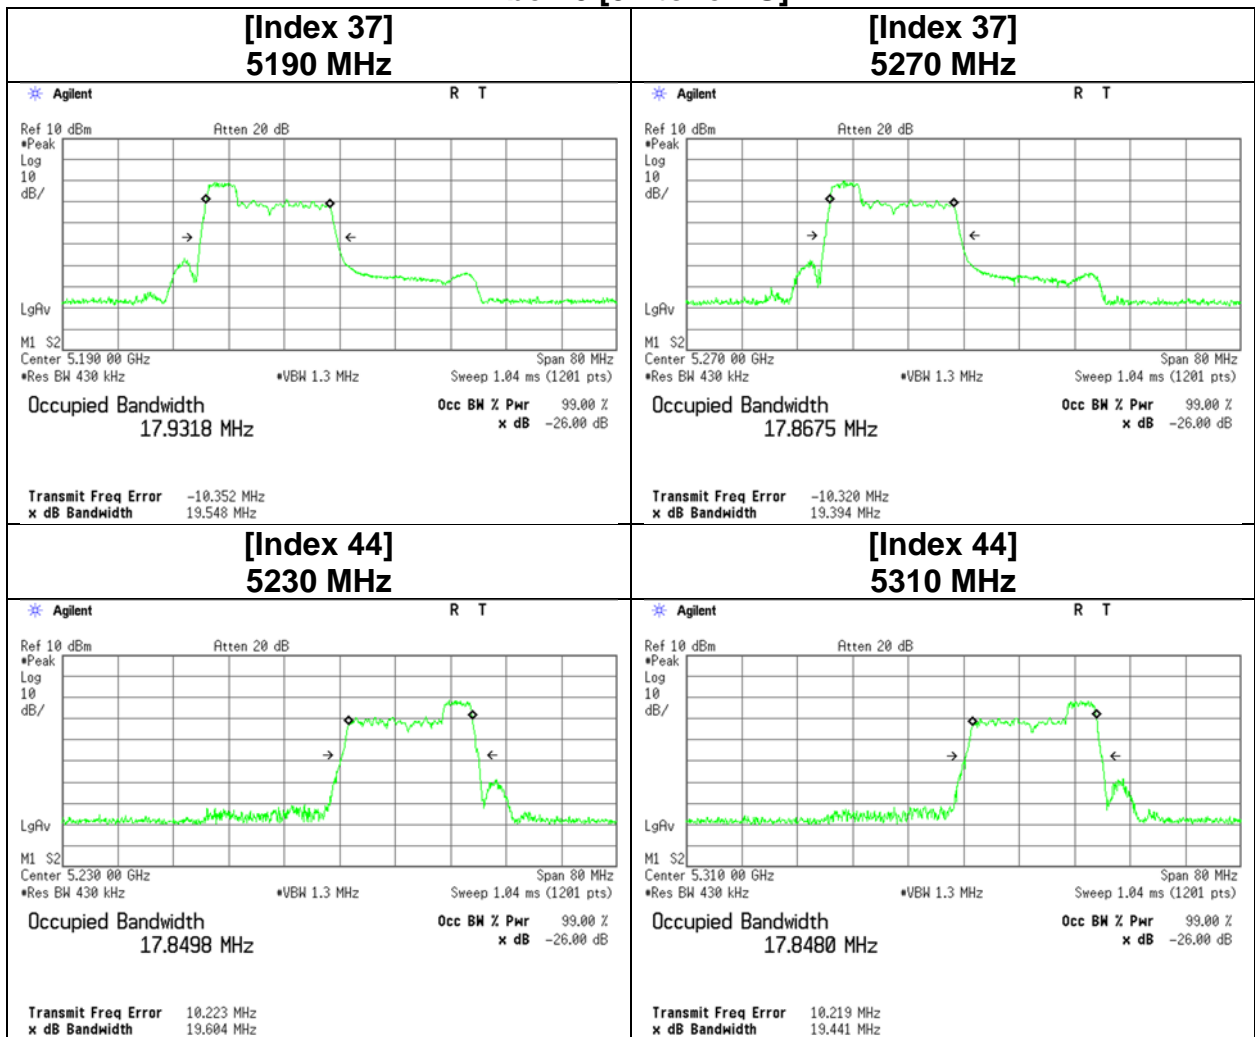 [Index 37]
5190 MHz
Agilent
R T
Ref 10 dBm
Atten 20 dB
#Peak
Log
10
dB/
LgAv
M1 S2
Center 5.190 00 GHz
Span 80 MHz
#Res BW 430 kHz
#VBW 1.3 MHz
Sweep 1.04 ms (1201 pts)
Occupied Bandwidth
17.9318 MHz
Occ BW % Pwr 99.00 %
x dB -26.00 dB
Transmit Freq Error -10.352 MHz
x dB Bandwidth 19.548 MHz
[Index 37]
5270 MHz
Agilent
R T
Ref 10 dBm
Atten 20 dB
#Peak
Log
10
dB/
LgAv
M1 S2
Center 5.270 00 GHz
Span 80 MHz
#Res BW 430 kHz
#VBW 1.3 MHz
Sweep 1.04 ms (1201 pts)
Occupied Bandwidth
17.8675 MHz
Occ BW % Pwr 99.00 %
x dB -26.00 dB
Transmit Freq Error -10.320 MHz
x dB Bandwidth 19.394 MHz
[Index 44]
5230 MHz
Agilent
R T
Ref 10 dBm
Atten 20 dB
#Peak
Log
10
dB/
LgAv
M1 S2
Center 5.230 00 GHz
Span 80 MHz
#Res BW 430 kHz
#VBW 1.3 MHz
Sweep 1.04 ms (1201 pts)
Occupied Bandwidth
17.8498 MHz
Occ BW % Pwr 99.00 %
x dB -26.00 dB
Transmit Freq Error 10.223 MHz
x dB Bandwidth 19.604 MHz
[Index 44]
5310 MHz
Agilent
R T
Ref 10 dBm
Atten 20 dB
#Peak
Log
10
dB/
LgAv
M1 S2
Center 5.310 00 GHz
Span 80 MHz
#Res BW 430 kHz
#VBW 1.3 MHz
Sweep 1.04 ms (1201 pts)
Occupied Bandwidth
17.8480 MHz
Occ BW % Pwr 99.00 %
x dB -26.00 dB
Transmit Freq Error 10.219 MHz
x dB Bandwidth 19.441 MHz